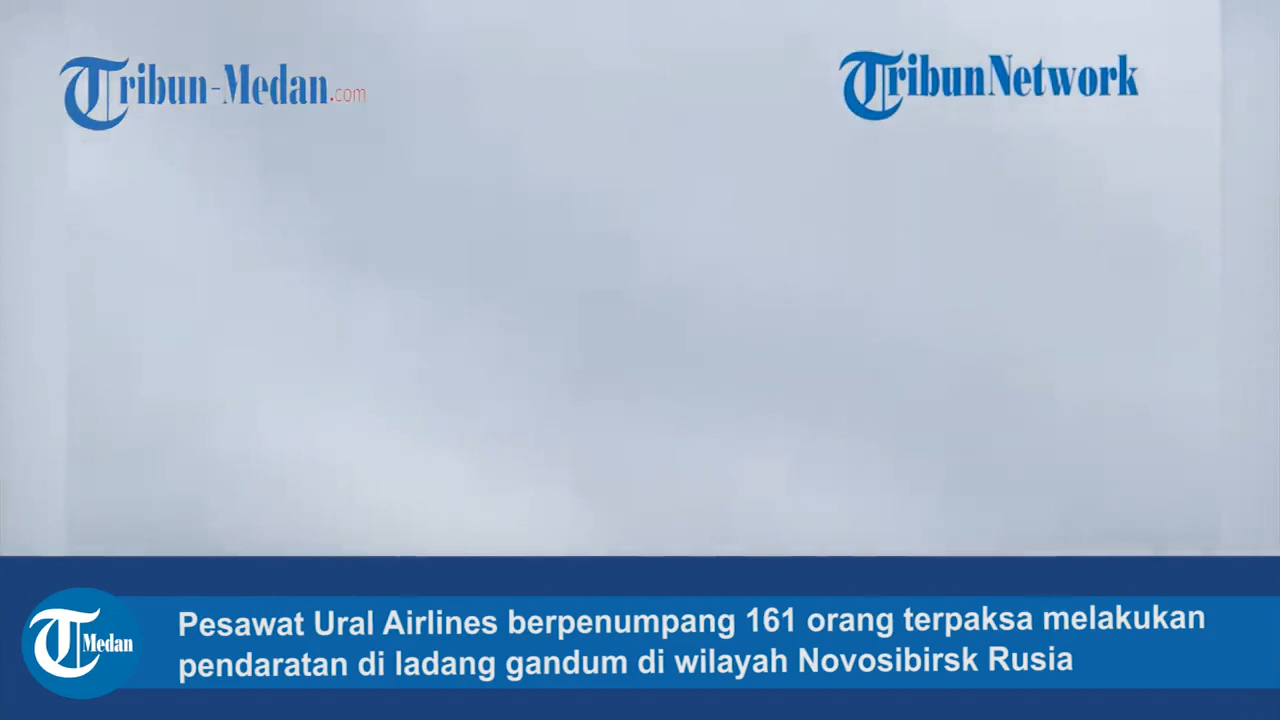 Tribun-Medan.com
TribunNetwork
Pesawat Ural Airlines berpenumpang 161 orang terpaksa melakukan
pendaratan di ladang gandum di wilayah Novosibirsk Rusia
T Medan